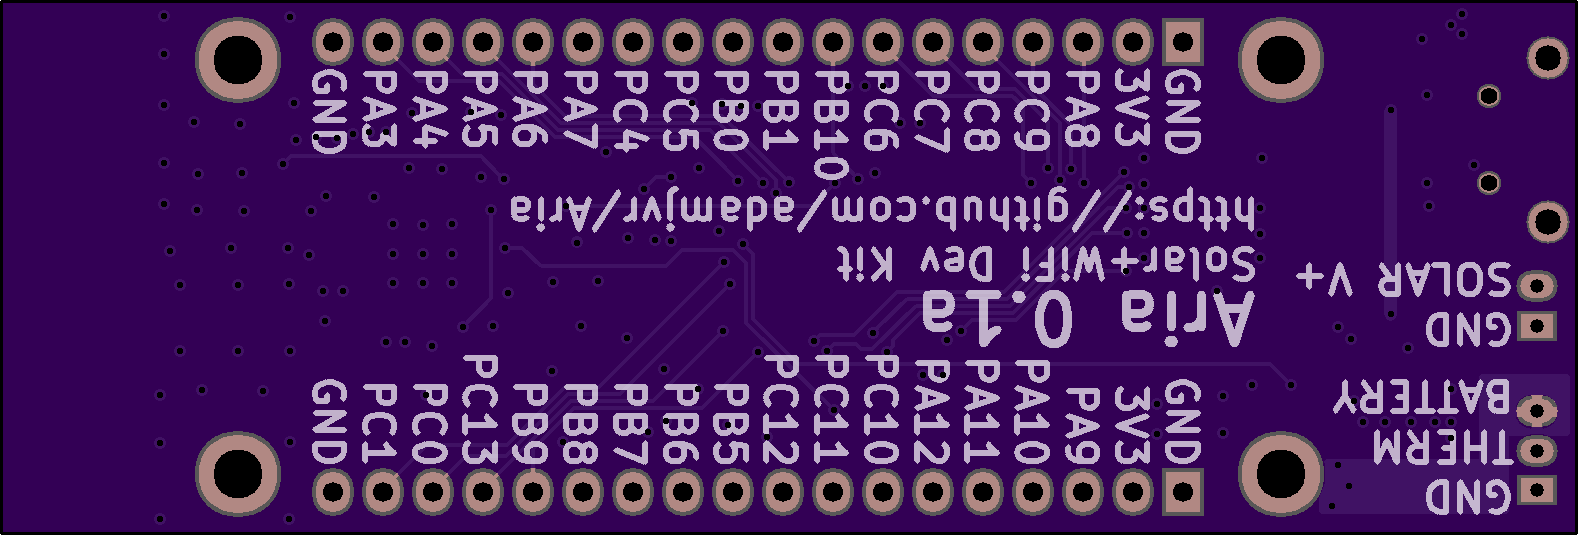 GND
PA3
PA4
PA5
PA6
PA7
PC4
PC5
PB0
PB1
PB10
PC6
PC7
PC8
PC9
PA8
3V3
GND
Aria 0.1a
Solar+WiFi Dev Kit
https://github.com/adamjvr/Aria
GND
THERM
BATTERY
GND
SOLAR V+
GND
PC1
PC0
PC13
PB9
PB8
PB7
PB6
PB5
PC12
PC11
PC10
PA12
PA11
PA10
PA9
3V3
GND